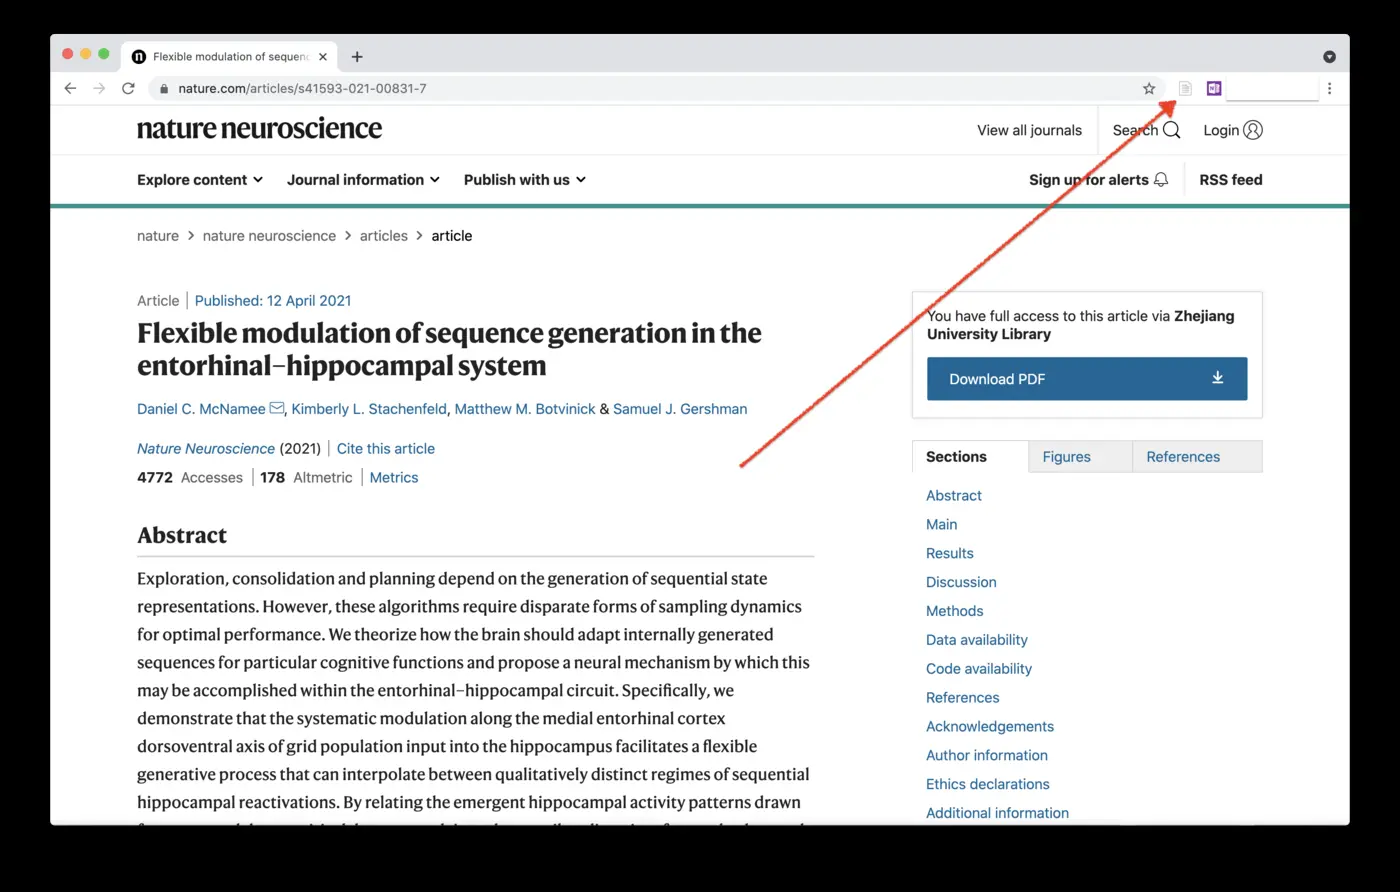 Flexible modulation of sequenc
nature.com/articles/s41593-021-00831-7
nature neuroscience
View all journals
Search
Login
Explore content
Journal information
Publish with us
Sign up for alerts
RSS feed
nature > nature neuroscience > articles > article
Article | Published: 12 April 2021
Flexible modulation of sequence generation in the
entorhinal–hippocampal system
Daniel C. McNamee, Kimberly L. Stachenfeld, Matthew M. Botvinick & Samuel J. Gershman
Nature Neuroscience (2021) | Cite this article
4772 Accesses | 178 Altmetric | Metrics
Abstract
Exploration, consolidation and planning depend on the generation of sequential state
representations. However, these algorithms require disparate forms of sampling dynamics
for optimal performance. We theorize how the brain should adapt internally generated
sequences for particular cognitive functions and propose a neural mechanism by which this
may be accomplished within the entorhinal–hippocampal circuit. Specifically, we
demonstrate that the systematic modulation along the medial entorhinal cortex
dorsoventral axis of grid population input into the hippocampus facilitates a flexible
generative process that can interpolate between qualitatively distinct regimes of sequential
hippocampal reactivations. By relating the emergent hippocampal activity patterns drawn
You have full access to this article via Zhejiang
University Library
Download PDF
Sections
Figures
References
Abstract
Main
Results
Discussion
Methods
Data availability
Code availability
References
Acknowledgements
Author information
Ethics declarations
Additional information